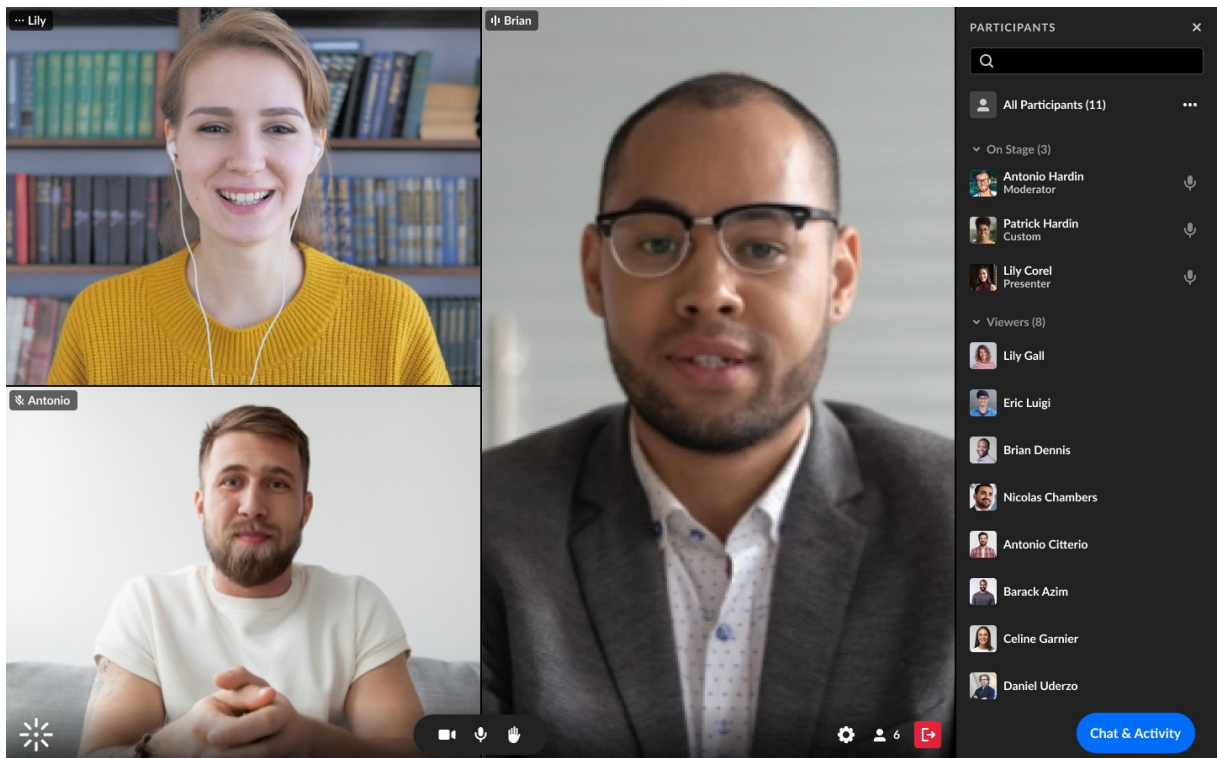 Lily
Brian
Antonio
6
PARTICIPANTS
All Participants (11)
On Stage (3)
Antonio Hardin
Moderator
Patrick Hardin
Custom
Lily Corel
Presenter
Viewers (8)
Lily Gall
Eric Luigi
Brian Dennis
Nicolas Chambers
Antonio Citterio
Barack Azim
Celine Garnier
Daniel Uderzo
Chat & Activity